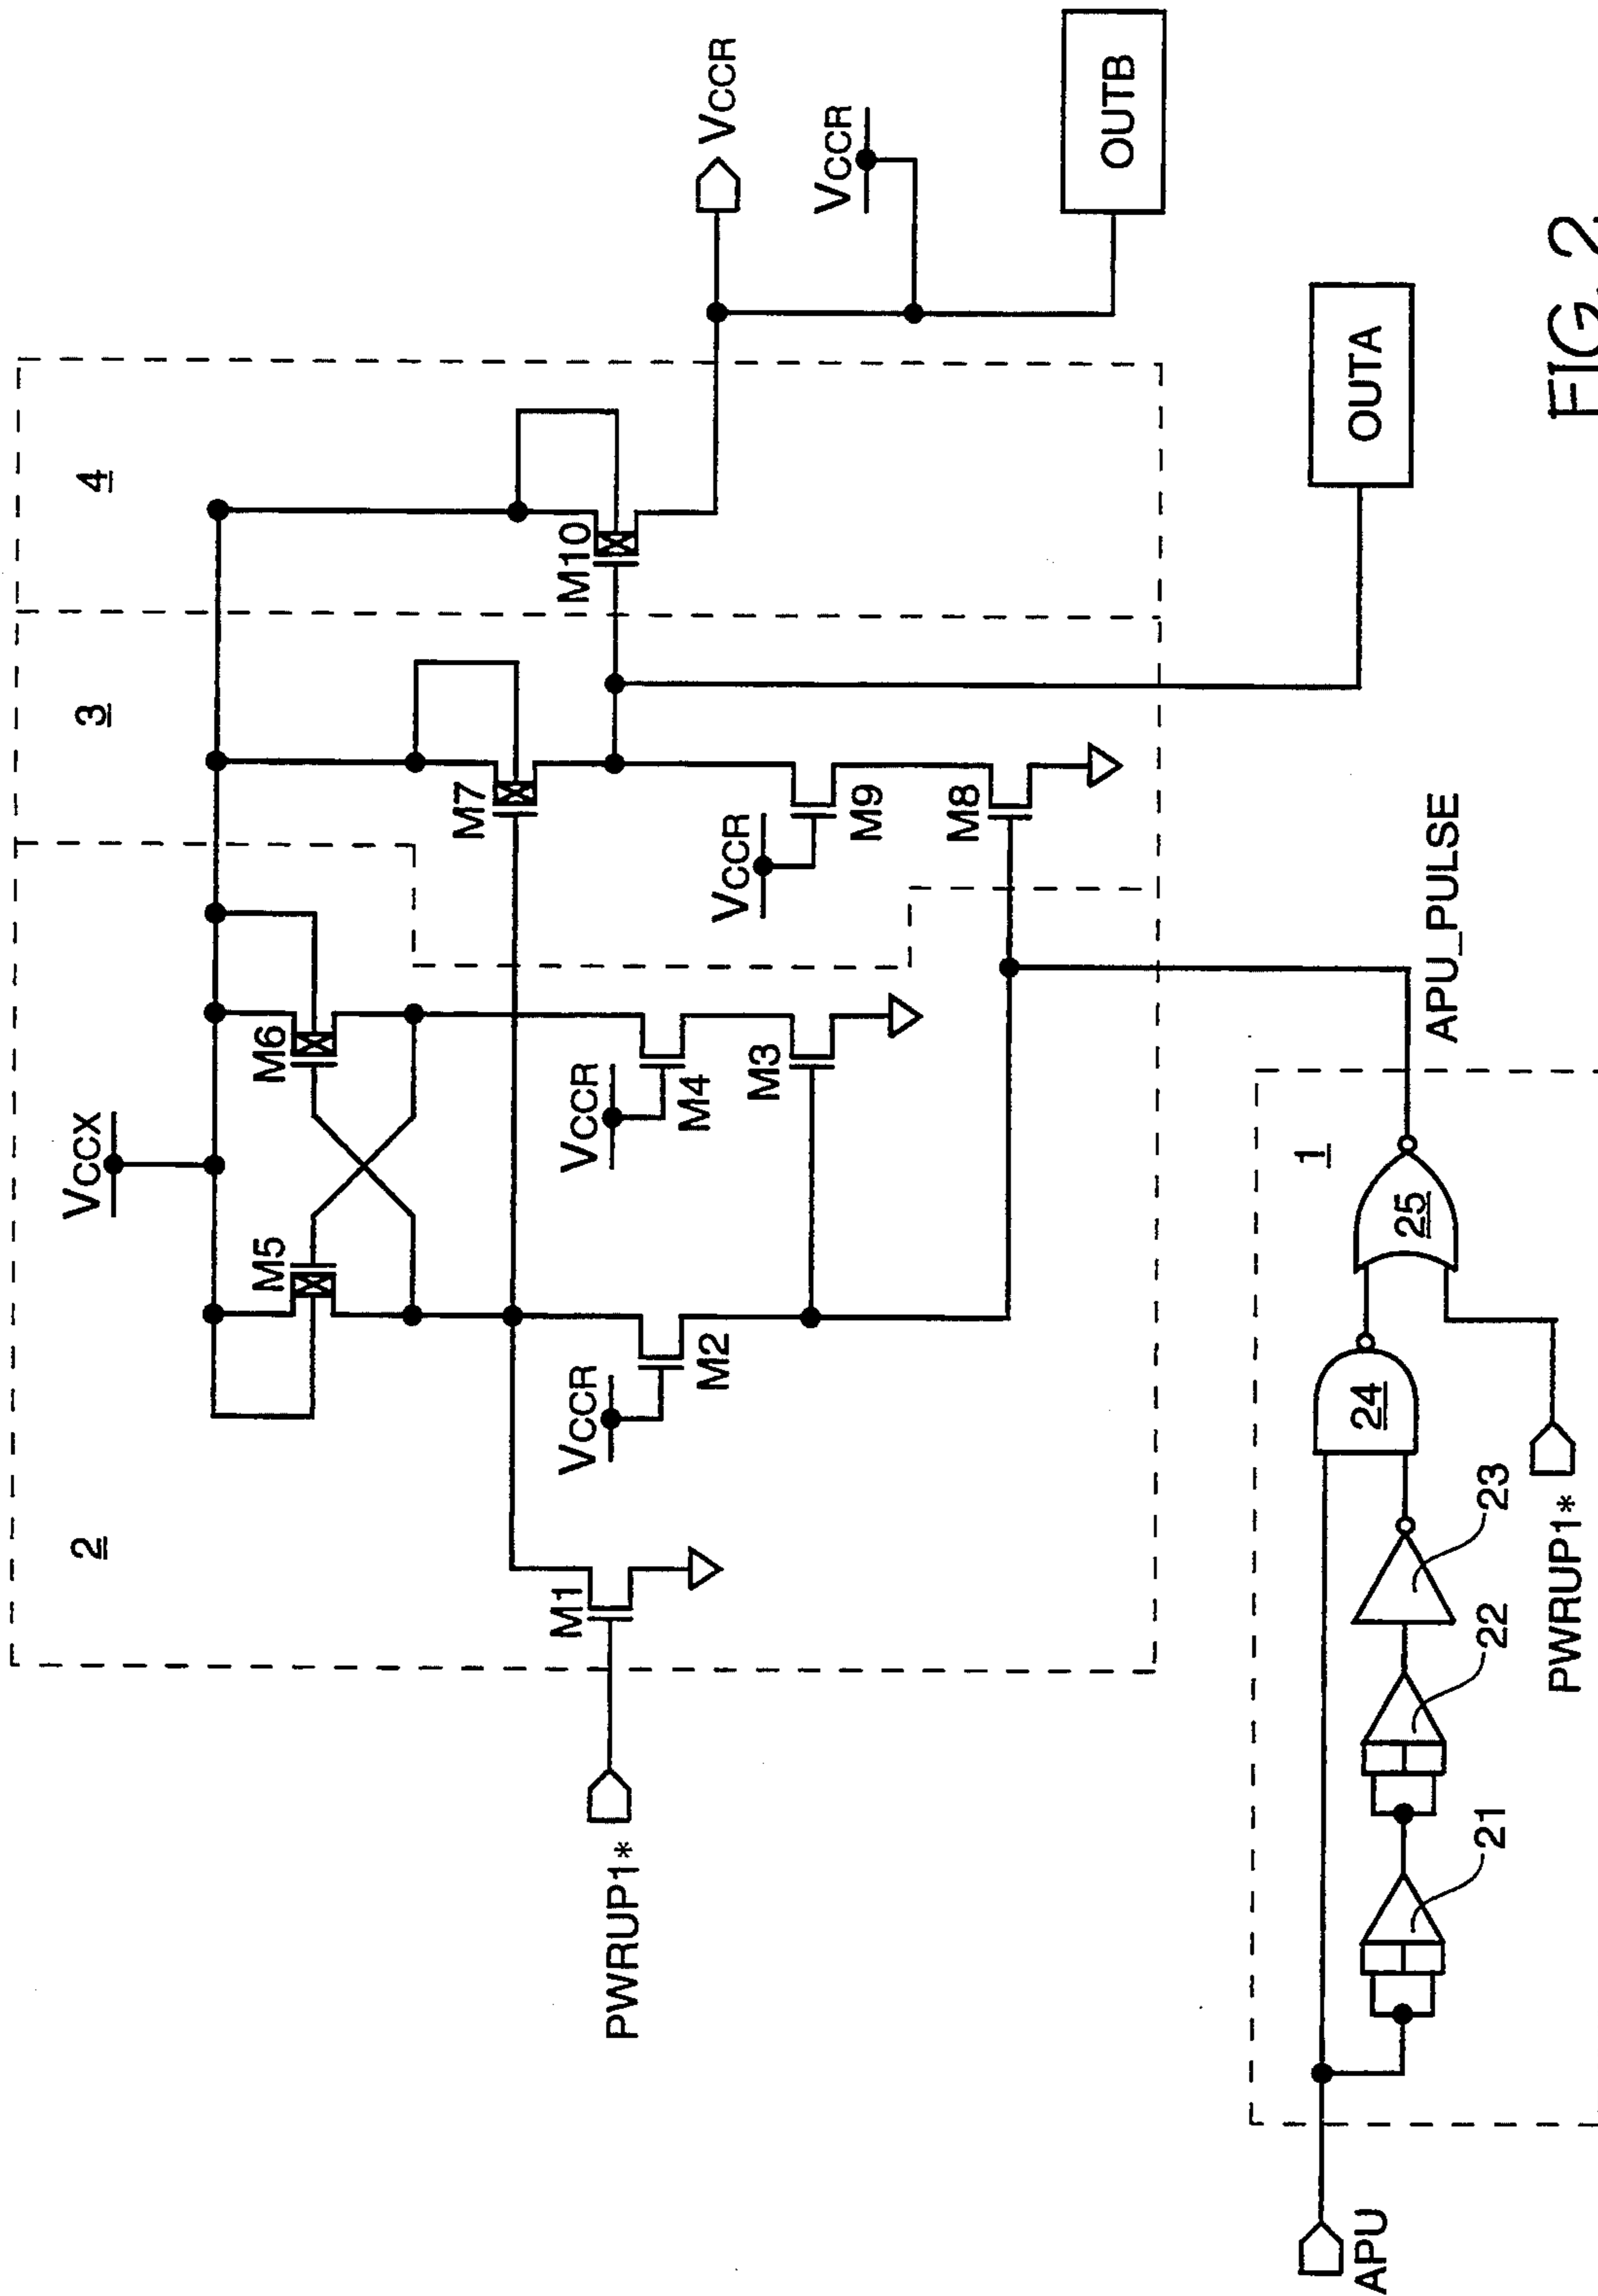 2
3
4
VCCX
M5
M6
M7
M10
VCCR
VCCR
VCCR
VCCR
VCCR
M1
M2
M4
M3
M9
M8
PWRUP1*
OUTB
OUTA
APU_PULSE
1
APU
21
22
23
24
25
PWRUP1*
FIG. 2